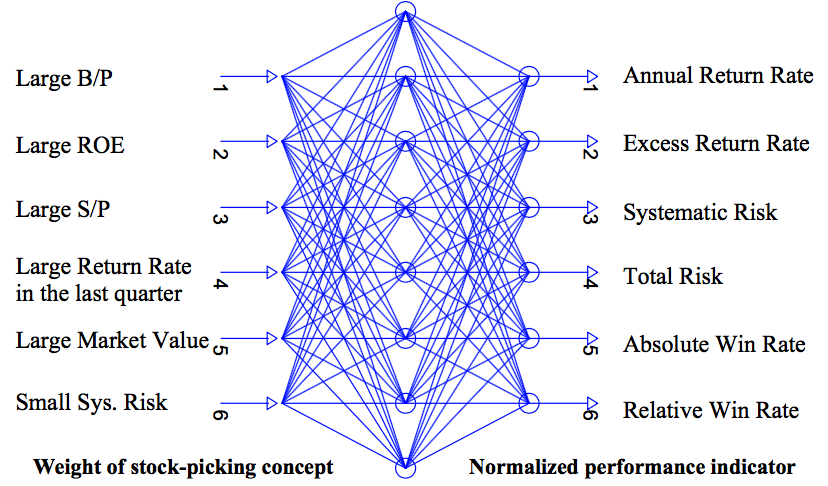 Large B/P
1
1
Annual Return Rate
Large ROE
2
2
Excess Return Rate
Large S/P
3
3
Systematic Risk
Large Return Rate
in the last quarter
4
4
Total Risk
Large Market Value
5
5
Absolute Win Rate
Small Sys. Risk
6
6
Relative Win Rate
Weight of stock-picking concept
Normalized performance indicator